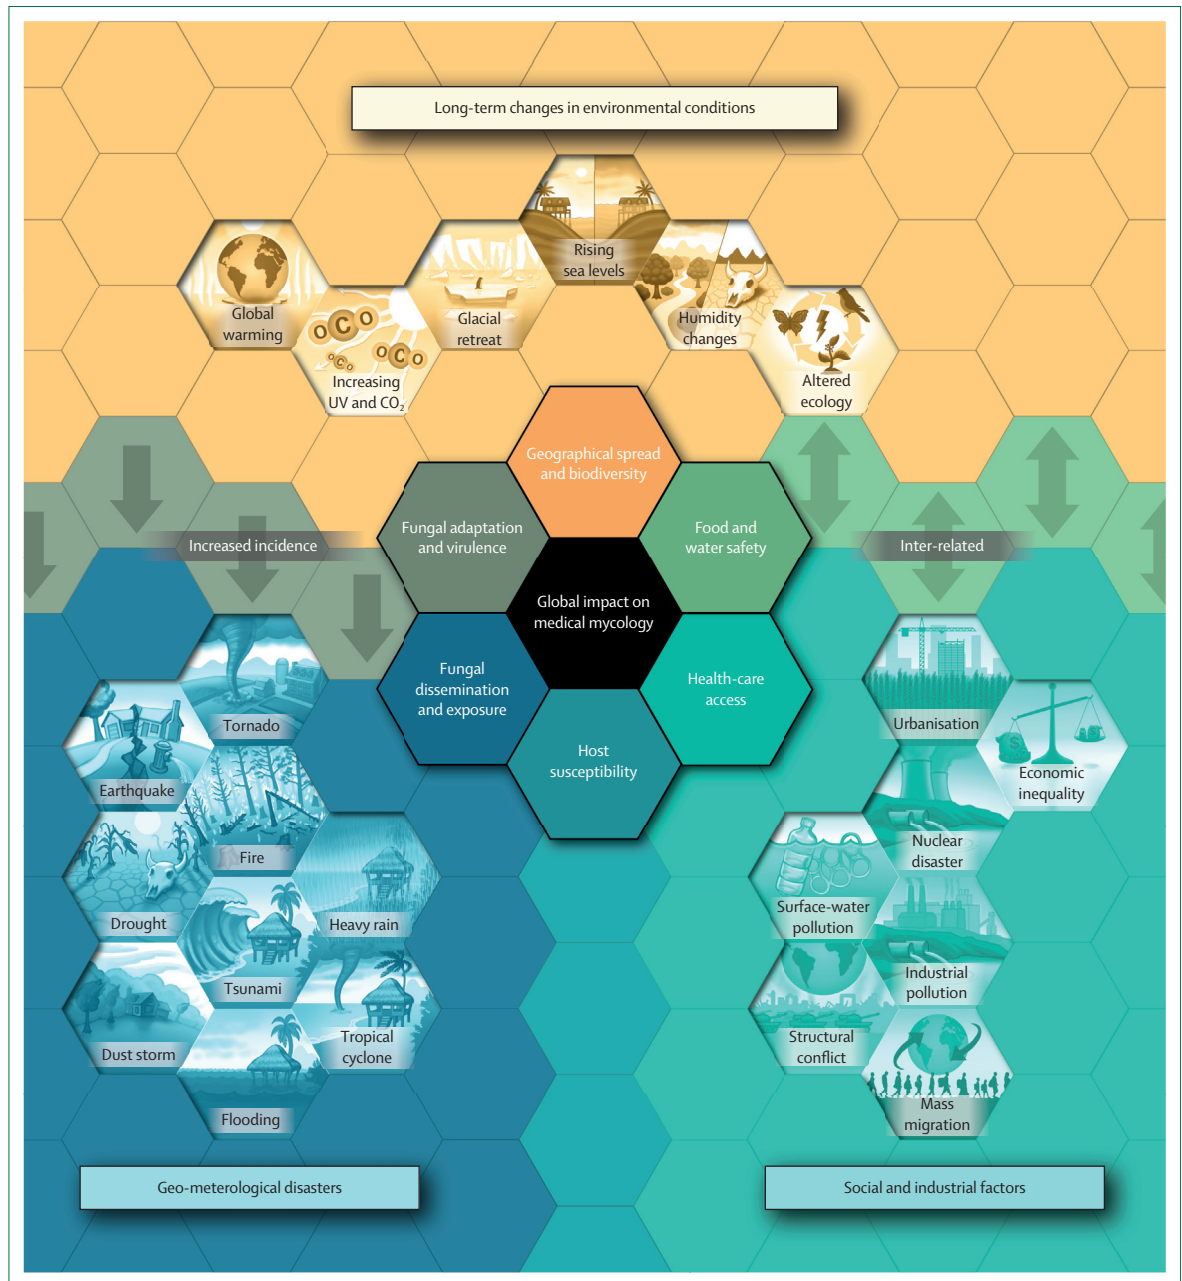 Long-term changes in environmental conditions
Rising
sea levels
Global
warming
Glacial
retreat
Humidity
changes
OCO
OCO
OCO
Increasing
UV and CO₂
Altered
ecology
Geographical spread
and biodiversity
Fungal adaptation
and virulence
Food and
water safety
Increased incidence
Inter-related
Global impact on
medical mycology
Fungal
dissemination
and exposure
Health-care
access
Host
susceptibility
Tornado
Earthquake
Fire
Drought
Heavy rain
Tsunami
Dust storm
Tropical
cyclone
Flooding
Urbanisation
$
$
Economic
inequality
Nuclear
disaster
Surface-water
pollution
Industrial
pollution
Structural
conflict
Mass
migration
Geo-meterological disasters
Social and industrial factors